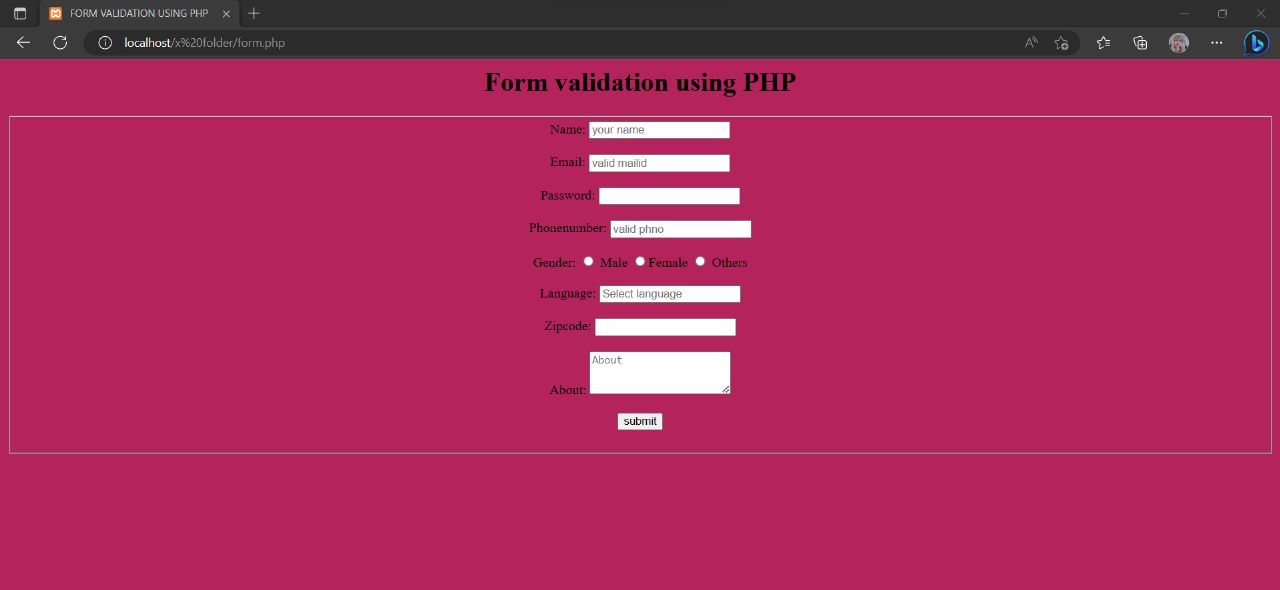 FORM VALIDATION USING PHP
localhost/x%20folder/form.php
Form validation using PHP
Name: your name
Email: valid mailid
Password:
Phonenumber: valid phno
Gender: Male Female Others
Language: Select language
Zipcode:
About: About
submit